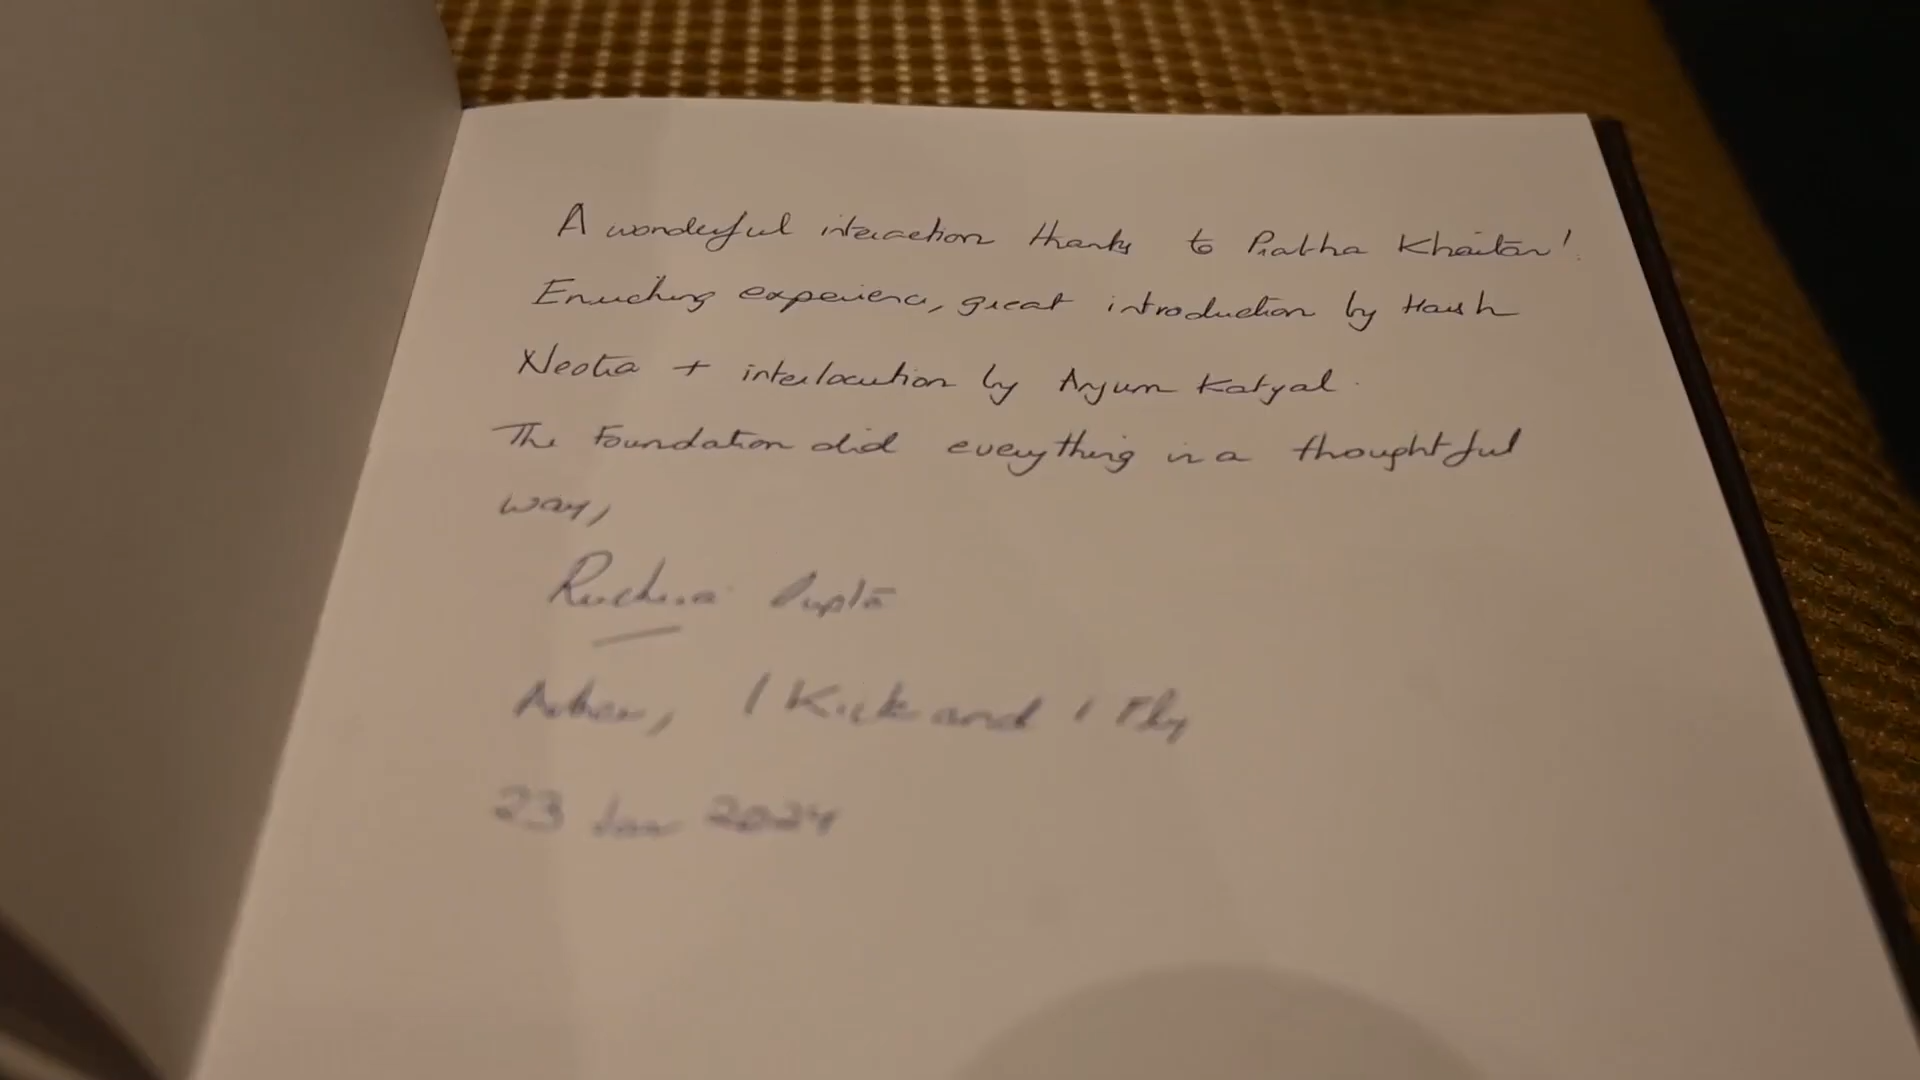 A wonderful interaction thanks to Prabha Khaitan!
Enriching experience, great introduction by Harsh
Neotia + interlocution by Anjum Katyal.
The Foundation did everything in a thoughtful
way,
Ruchira Gupta
Author, I Kick and I Fly
23 Jan 2024